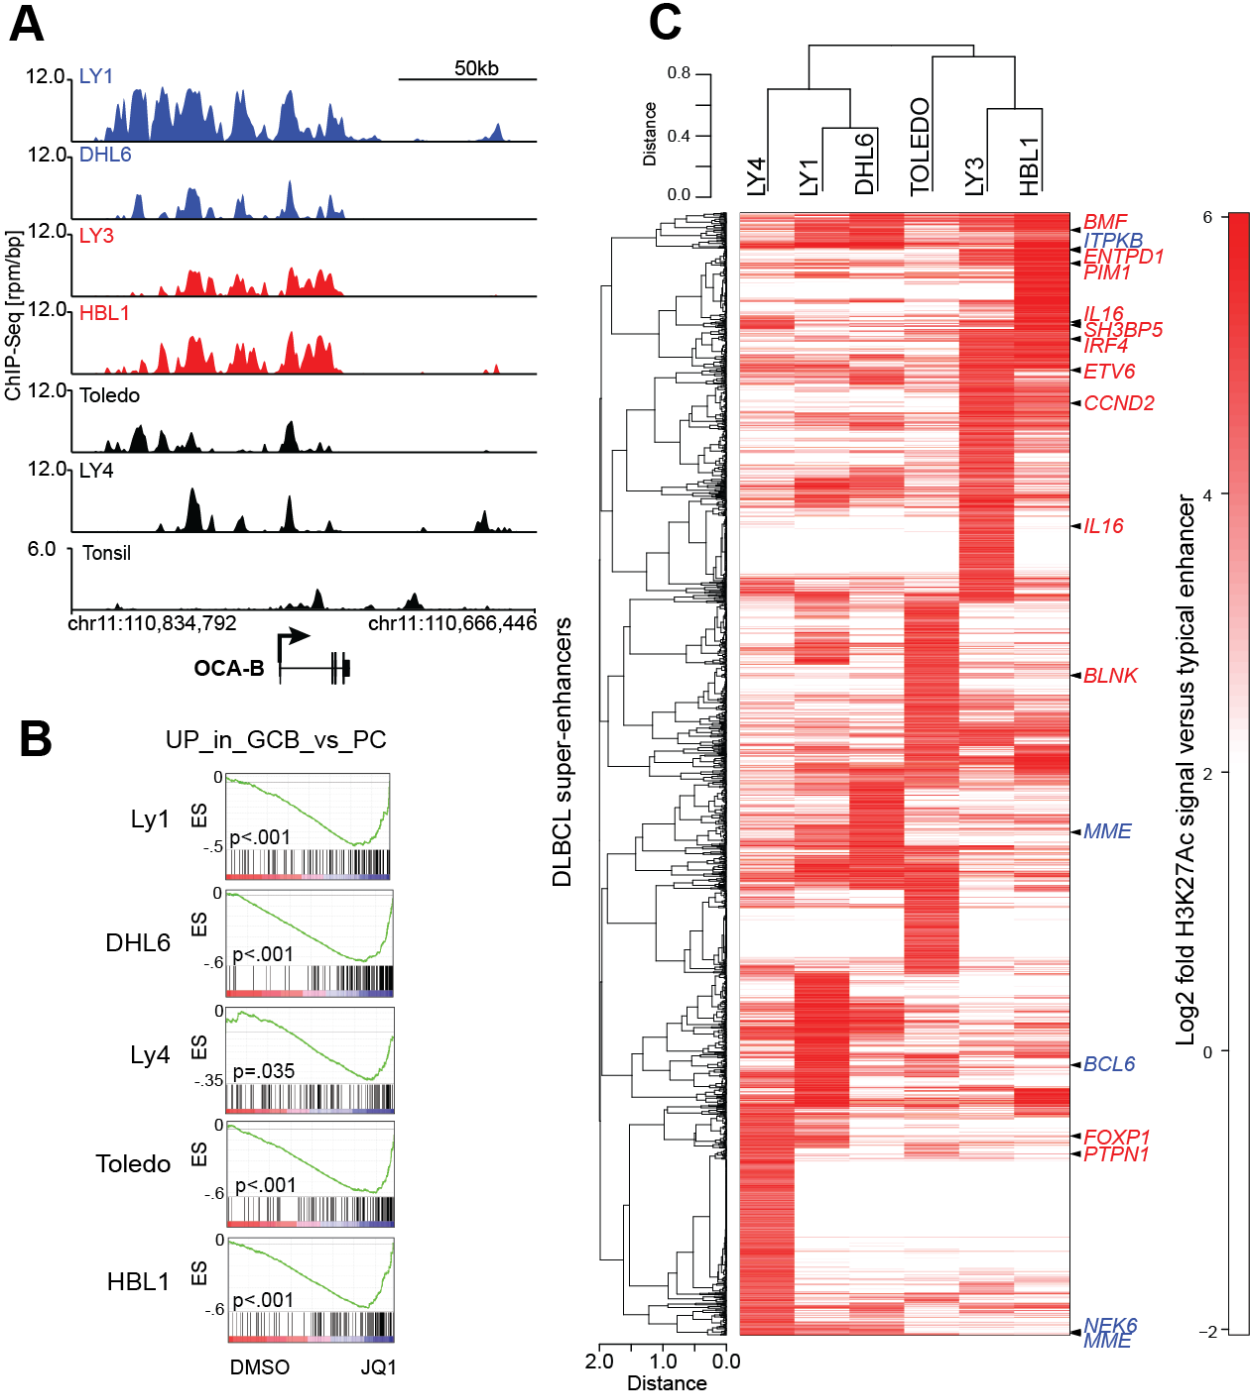 A
50kb
12.0
LY1
12.0
DHL6
12.0
LY3
12.0
HBL1
12.0
Toledo
12.0
LY4
6.0
Tonsil
ChIP-Seq [rpm/bp]
chr11:110,834,792
chr11:110,666,446
OCA-B
B
UP_in_GCB_vs_PC
Ly1
ES
0
-.5
p<.001
DHL6
ES
0
-.6
p<.001
Ly4
ES
0
-.35
p=.035
Toledo
ES
0
-.6
p<.001
HBL1
ES
0
-.6
p<.001
DMSO
JQ1
C
Distance
0.8
0.4
0.0
LY4
LY1
DHL6
TOLEDO
LY3
HBL1
DLBCL super-enhancers
BMF
ITPKB
ENTPD1
PIM1
IL16
SH3BP5
IRF4
ETV6
CCND2
IL16
BLNK
MME
BCL6
FOXP1
PTPN1
NEK6
MME
2.0
1.0
0.0
Distance
Log2 fold H3K27Ac signal versus typical enhancer
6
4
2
0
−2